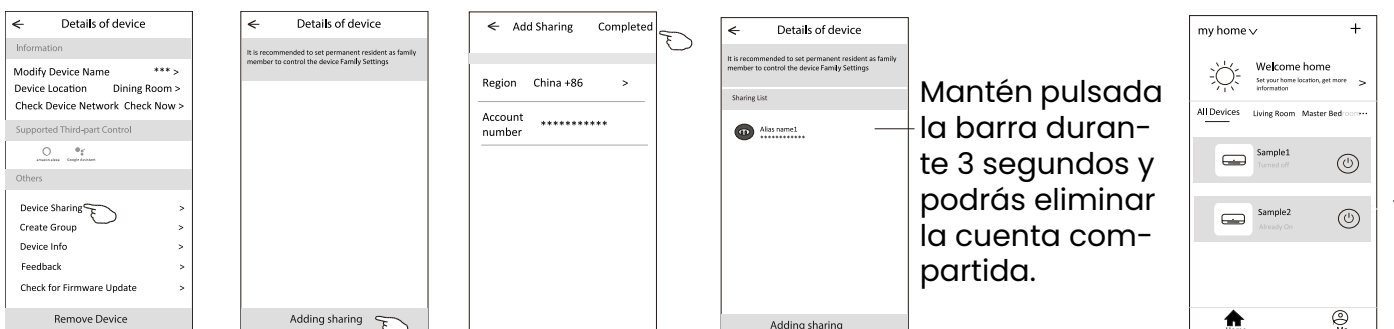 ← Details of device
Information
Modify Device Name *** >
Device Location Dining Room >
Check Device Network Check Now >
Supported Third-part Control
amazon alexa Google Assistant
Others
Device Sharing >
Create Group >
Device Info >
Feedback >
Check for Firmware Update >
Remove Device
← Details of device
It is recommended to set permanent resident as family
member to control the device Family Settings
Adding sharing
← Add Sharing Completed
Region China +86 >
Account
number ***********
← Details of device
It is recommended to set permanent resident as family
member to control the device Family Settings
Sharing List
Alias name1
***********
Adding sharing
Mantén pulsada
la barra duran-
te 3 segundos y
podrás eliminar
la cuenta com-
partida.
my home +
Welcome home
Set your home location, get more
information >
All Devices Living Room Master Bedroom ···
Sample1
Turned off
Sample2
Already On